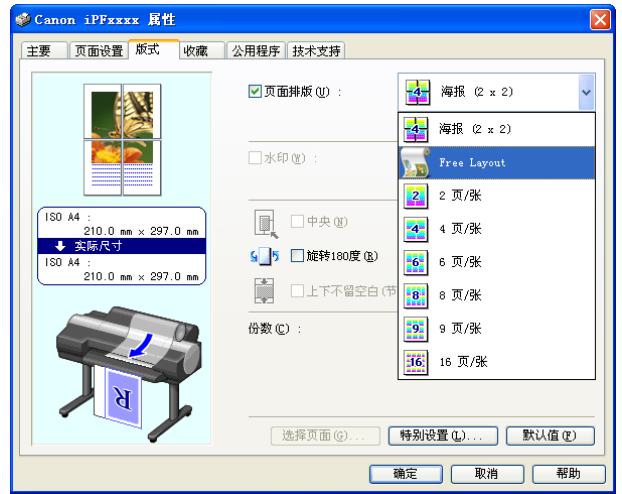 Canon iPFxxxx 属性
主要 页面设置 版式 收藏 公用程序 技术支持
页面排版(U) : 海报 (2 x 2)
海报 (2 x 2)
水印(W) :
Free Layout
2 页/张
ISO A4 :
210.0 mm x 297.0 mm
实际尺寸
ISO A4 :
210.0 mm x 297.0 mm
中央(N)
4 页/张
旋转180度(R)
6 页/张
上下不留空白(节
8 页/张
份数(C) :
9 页/张
16 页/张
选择页面(G)... 特别设置(L)... 默认值(F)
确定 取消 帮助